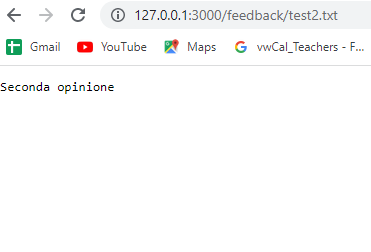 127.0.0.1:3000/feedback/test2.txt
Gmail YouTube Maps vwCal_Teachers - F...
Seconda opinione